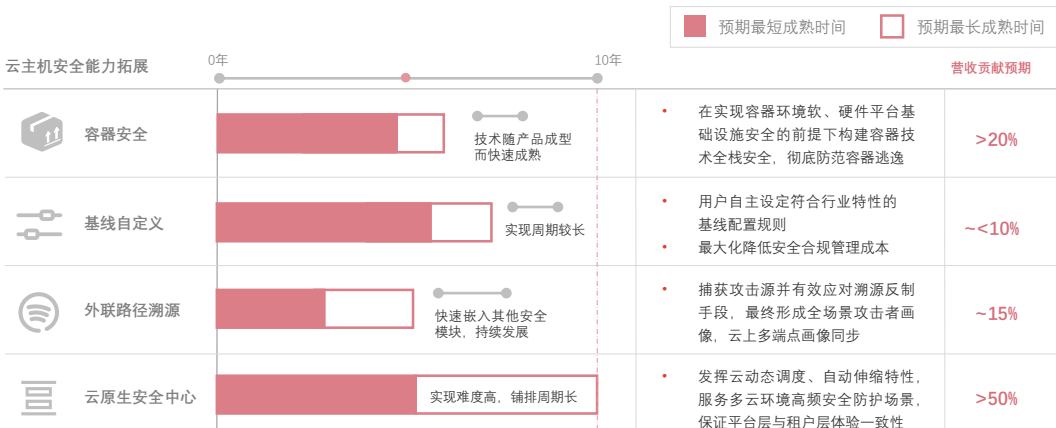 预期最短成熟时间
预期最长成熟时间
云主机安全能力拓展
0年
10年
营收贡献预期
容器安全
技术随产品成型
而快速成熟
• 在实现容器环境软、硬件平台基
础设施安全的前提下构建容器技
术全栈安全，彻底防范容器逃逸
>20%
基线自定义
实现周期较长
• 用户自主设定符合行业特性的
基线配置规则
• 最大化降低安全合规管理成本
~<10%
外联路径溯源
快速嵌入其他安全
模块，持续发展
• 捕获攻击源并有效应对溯源反制
手段，最终形成全场景攻击者画
像，云上多端点画像同步
~15%
云原生安全中心
实现难度高，铺排周期长
• 发挥云动态调度、自动伸缩特性，
服务多云环境高频安全防护场景，
保证平台层与租户层体验一致性
>50%